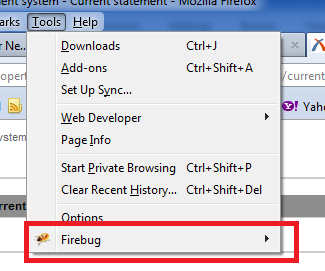 ent system - Current statement - Mozilla Firefox
arks Tools Help
r Ne...
Downloads Ctrl+J
Add-ons Ctrl+Shift+A
Set Up Sync...
opert /current
Web Developer
Yaho
Page Info
system
Start Private Browsing Ctrl+Shift+P
Clear Recent History... Ctrl+Shift+Del
rrent
Options
Firebug